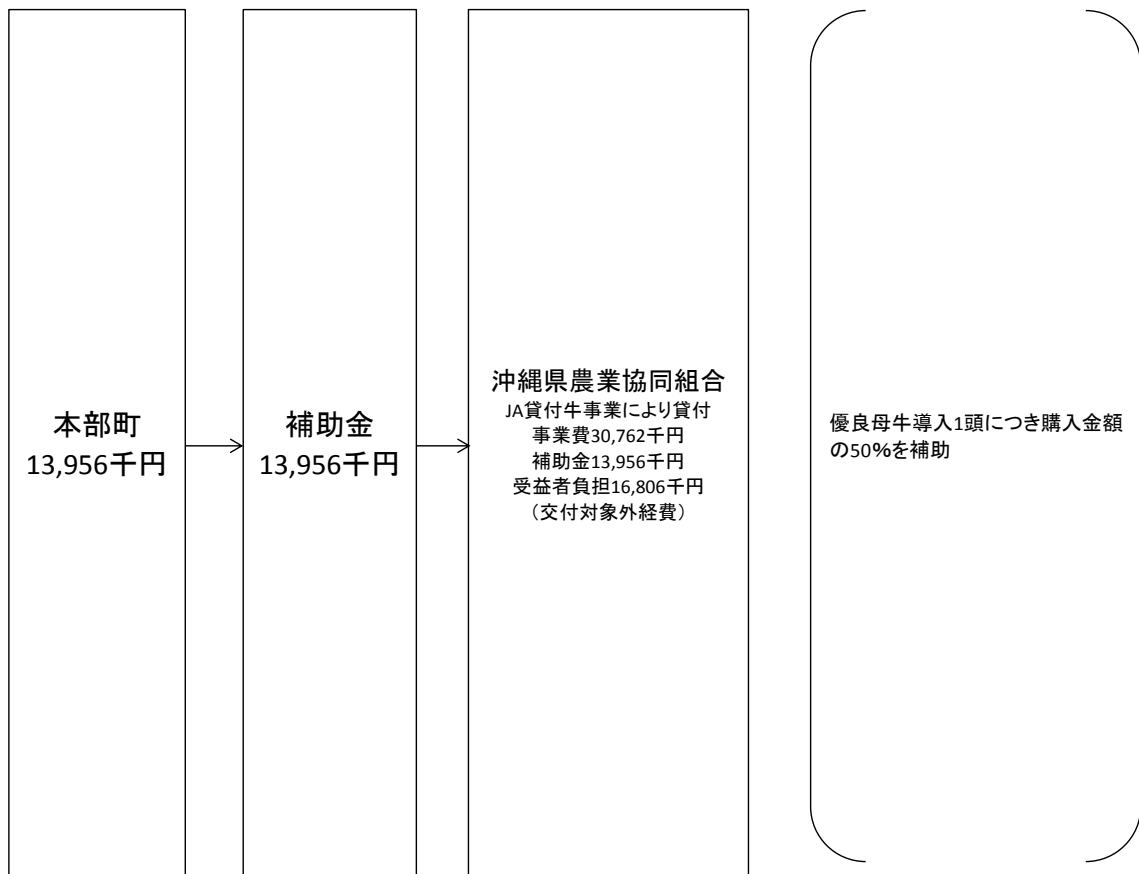 本部町
13,956千円
補助金
13,956千円
沖縄県農業協同組合
JA貸付牛事業により貸付
事業費30,762千円
補助金13,956千円
受益者負担16,806千円
（交付対象外経費）
優良母牛導入1頭につき購入金額
の50%を補助